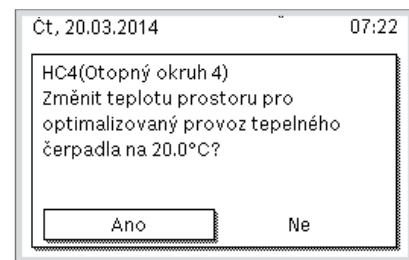 Čt, 20.03.2014 07:22
HC4(Otopný okruh 4)
Změnit teplotu prostoru pro
optimalizovaný provoz tepelného
čerpadla na 20.0°C?
Ano Ne